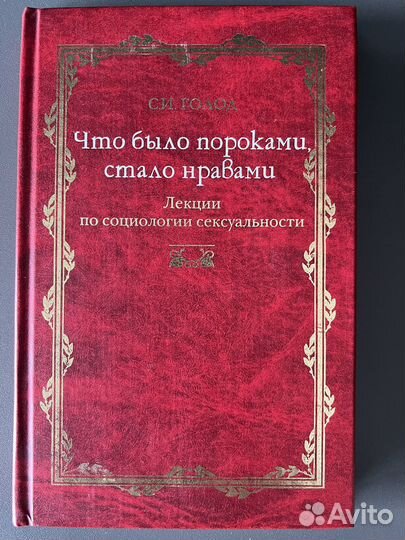 С.И. ГОЛОД
Что было пороками,
стало нравами
Лекции
по социологии сексуальности
Avito